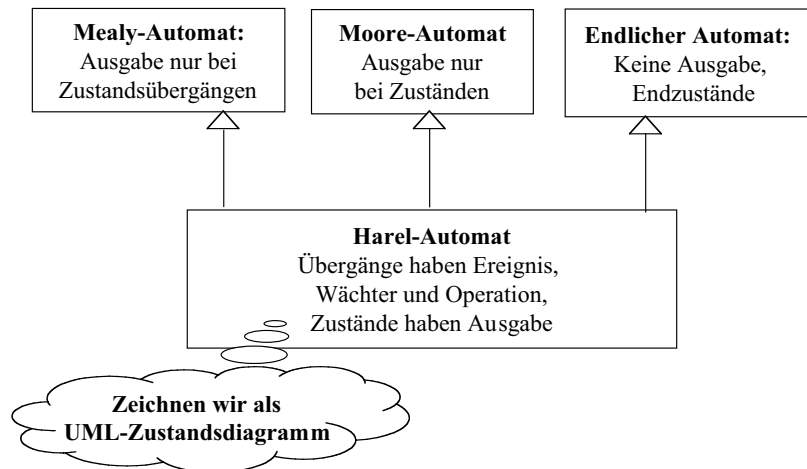 Mealy-Automat:
Ausgabe nur bei
Zustandsübergängen
Moore-Automat
Ausgabe nur
bei Zuständen
Endlicher Automat:
Keine Ausgabe,
Endzustände
Harel-Automat
Übergänge haben Ereignis,
Wächter und Operation,
Zustände haben Ausgabe
Zeichnen wir als
UML-Zustandsdiagramm